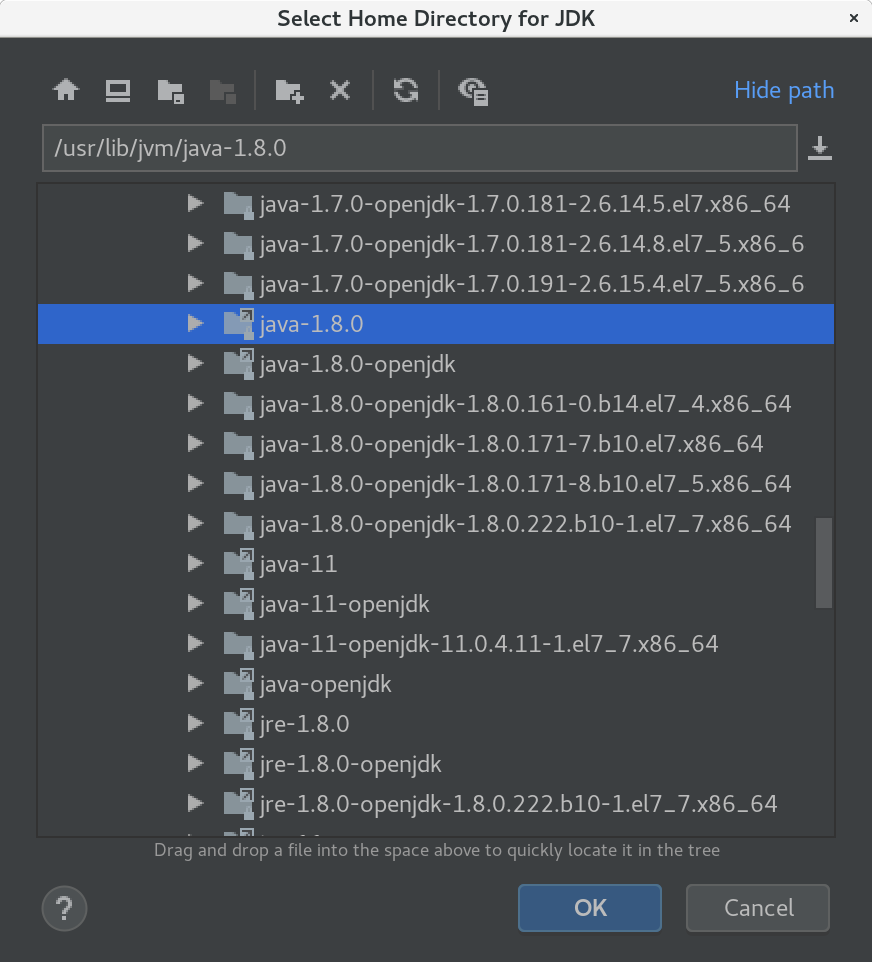 Select Home Directory for JDK
Hide path
/usr/lib/jvm/java-1.8.0
java-1.7.0-openjdk-1.7.0.181-2.6.14.5.el7.x86_64
java-1.7.0-openjdk-1.7.0.181-2.6.14.8.el7_5.x86_6
java-1.7.0-openjdk-1.7.0.191-2.6.15.4.el7_5.x86_6
java-1.8.0
java-1.8.0-openjdk
java-1.8.0-openjdk-1.8.0.161-0.b14.el7_4.x86_64
java-1.8.0-openjdk-1.8.0.171-7.b10.el7.x86_64
java-1.8.0-openjdk-1.8.0.171-8.b10.el7_5.x86_64
java-1.8.0-openjdk-1.8.0.222.b10-1.el7_7.x86_64
java-11
java-11-openjdk
java-11-openjdk-11.0.4.11-1.el7_7.x86_64
java-openjdk
jre-1.8.0
jre-1.8.0-openjdk
jre-1.8.0-openjdk-1.8.0.222.b10-1.el7_7.x86_64
Drag and drop a file into the space above to quickly locate it in the tree
? OK Cancel